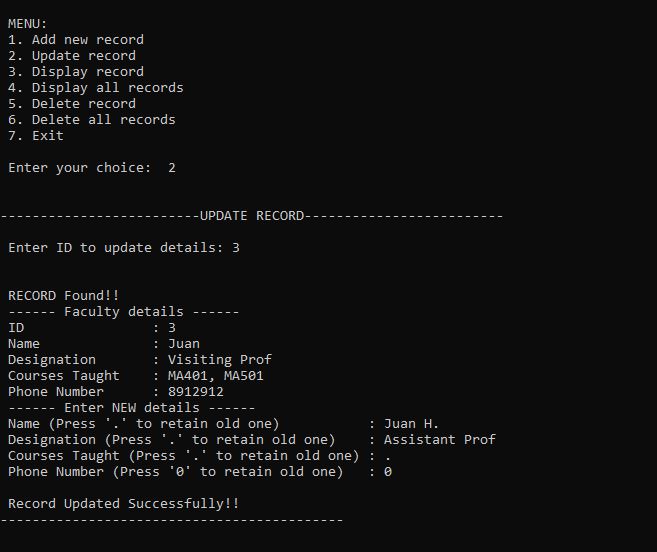 MENU:
1. Add new record
2. Update record
3. Display record
4. Display all records
5. Delete record
6. Delete all records
7. Exit
Enter your choice:  2
-------------------------UPDATE RECORD-------------------------
Enter ID to update details: 3
RECORD Found!!
------ Faculty details ------
ID                : 3
Name              : Juan
Designation       : Visiting Prof
Courses Taught    : MA401, MA501
Phone Number      : 8912912
------ Enter NEW details ------
Name (Press '.' to retain old one)           : Juan H.
Designation (Press '.' to retain old one)    : Assistant Prof
Courses Taught (Press '.' to retain old one) : .
Phone Number (Press '0' to retain old one)   : 0
Record Updated Successfully!!
-------------------------------------------